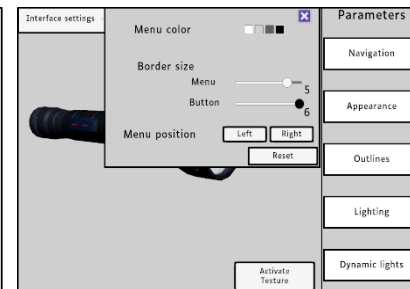 Interface settings
Menu color
Border size
Menu
5
Button
6
Menu position
Left
Right
Reset
Activate
Texture
Parameters
Navigation
Appearance
Outlines
Lighting
Dynamic lights